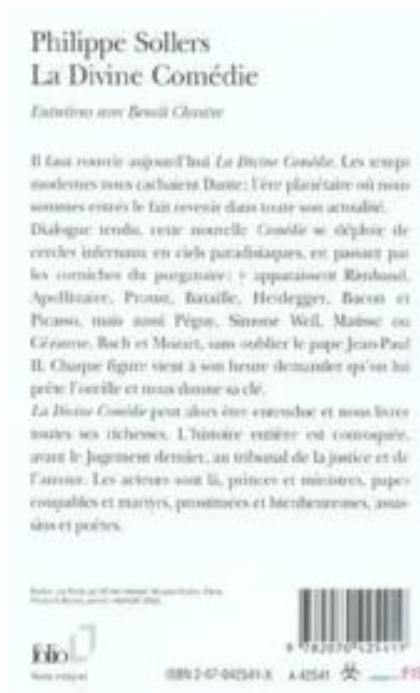 Philippe Sollers
La Divine Comédie
Entretiens avec Benoît Chantre
Il faut rouvrir aujourd'hui La Divine Comédie. Les temps
modernes nous cachaient Dante : l'ère planétaire où nous
sommes entrés le fait revenir dans toute son actualité.
Dialogue tendu, cette nouvelle Comédie se déploie de
cercles infernaux en ciels paradisiaques, en passant par
les corniches du purgatoire : y apparaissent Rimbaud,
Apollinaire, Proust, Bataille, Heidegger, Bacon et
Picasso, mais aussi Péguy, Simone Weil, Matisse ou
Cézanne, Bach et Mozart, sans oublier le pape Jean-Paul
II. Chaque figure vient à son heure demander qu'on lui
prête l'oreille et nous donne sa clé.
La Divine Comédie peut alors être entendue et nous livrer
toutes ses richesses. L'histoire entière est convoquée,
avant le Jugement dernier, au tribunal de la justice et de
l'amour. Les acteurs sont là, princes et ministres, papes
coupables et martyrs, prostituées et bienheureuses, assas-
sins et poètes.
9 782070 425419
folio
Texte intégral
ISBN 2-07-042541-X A 42541